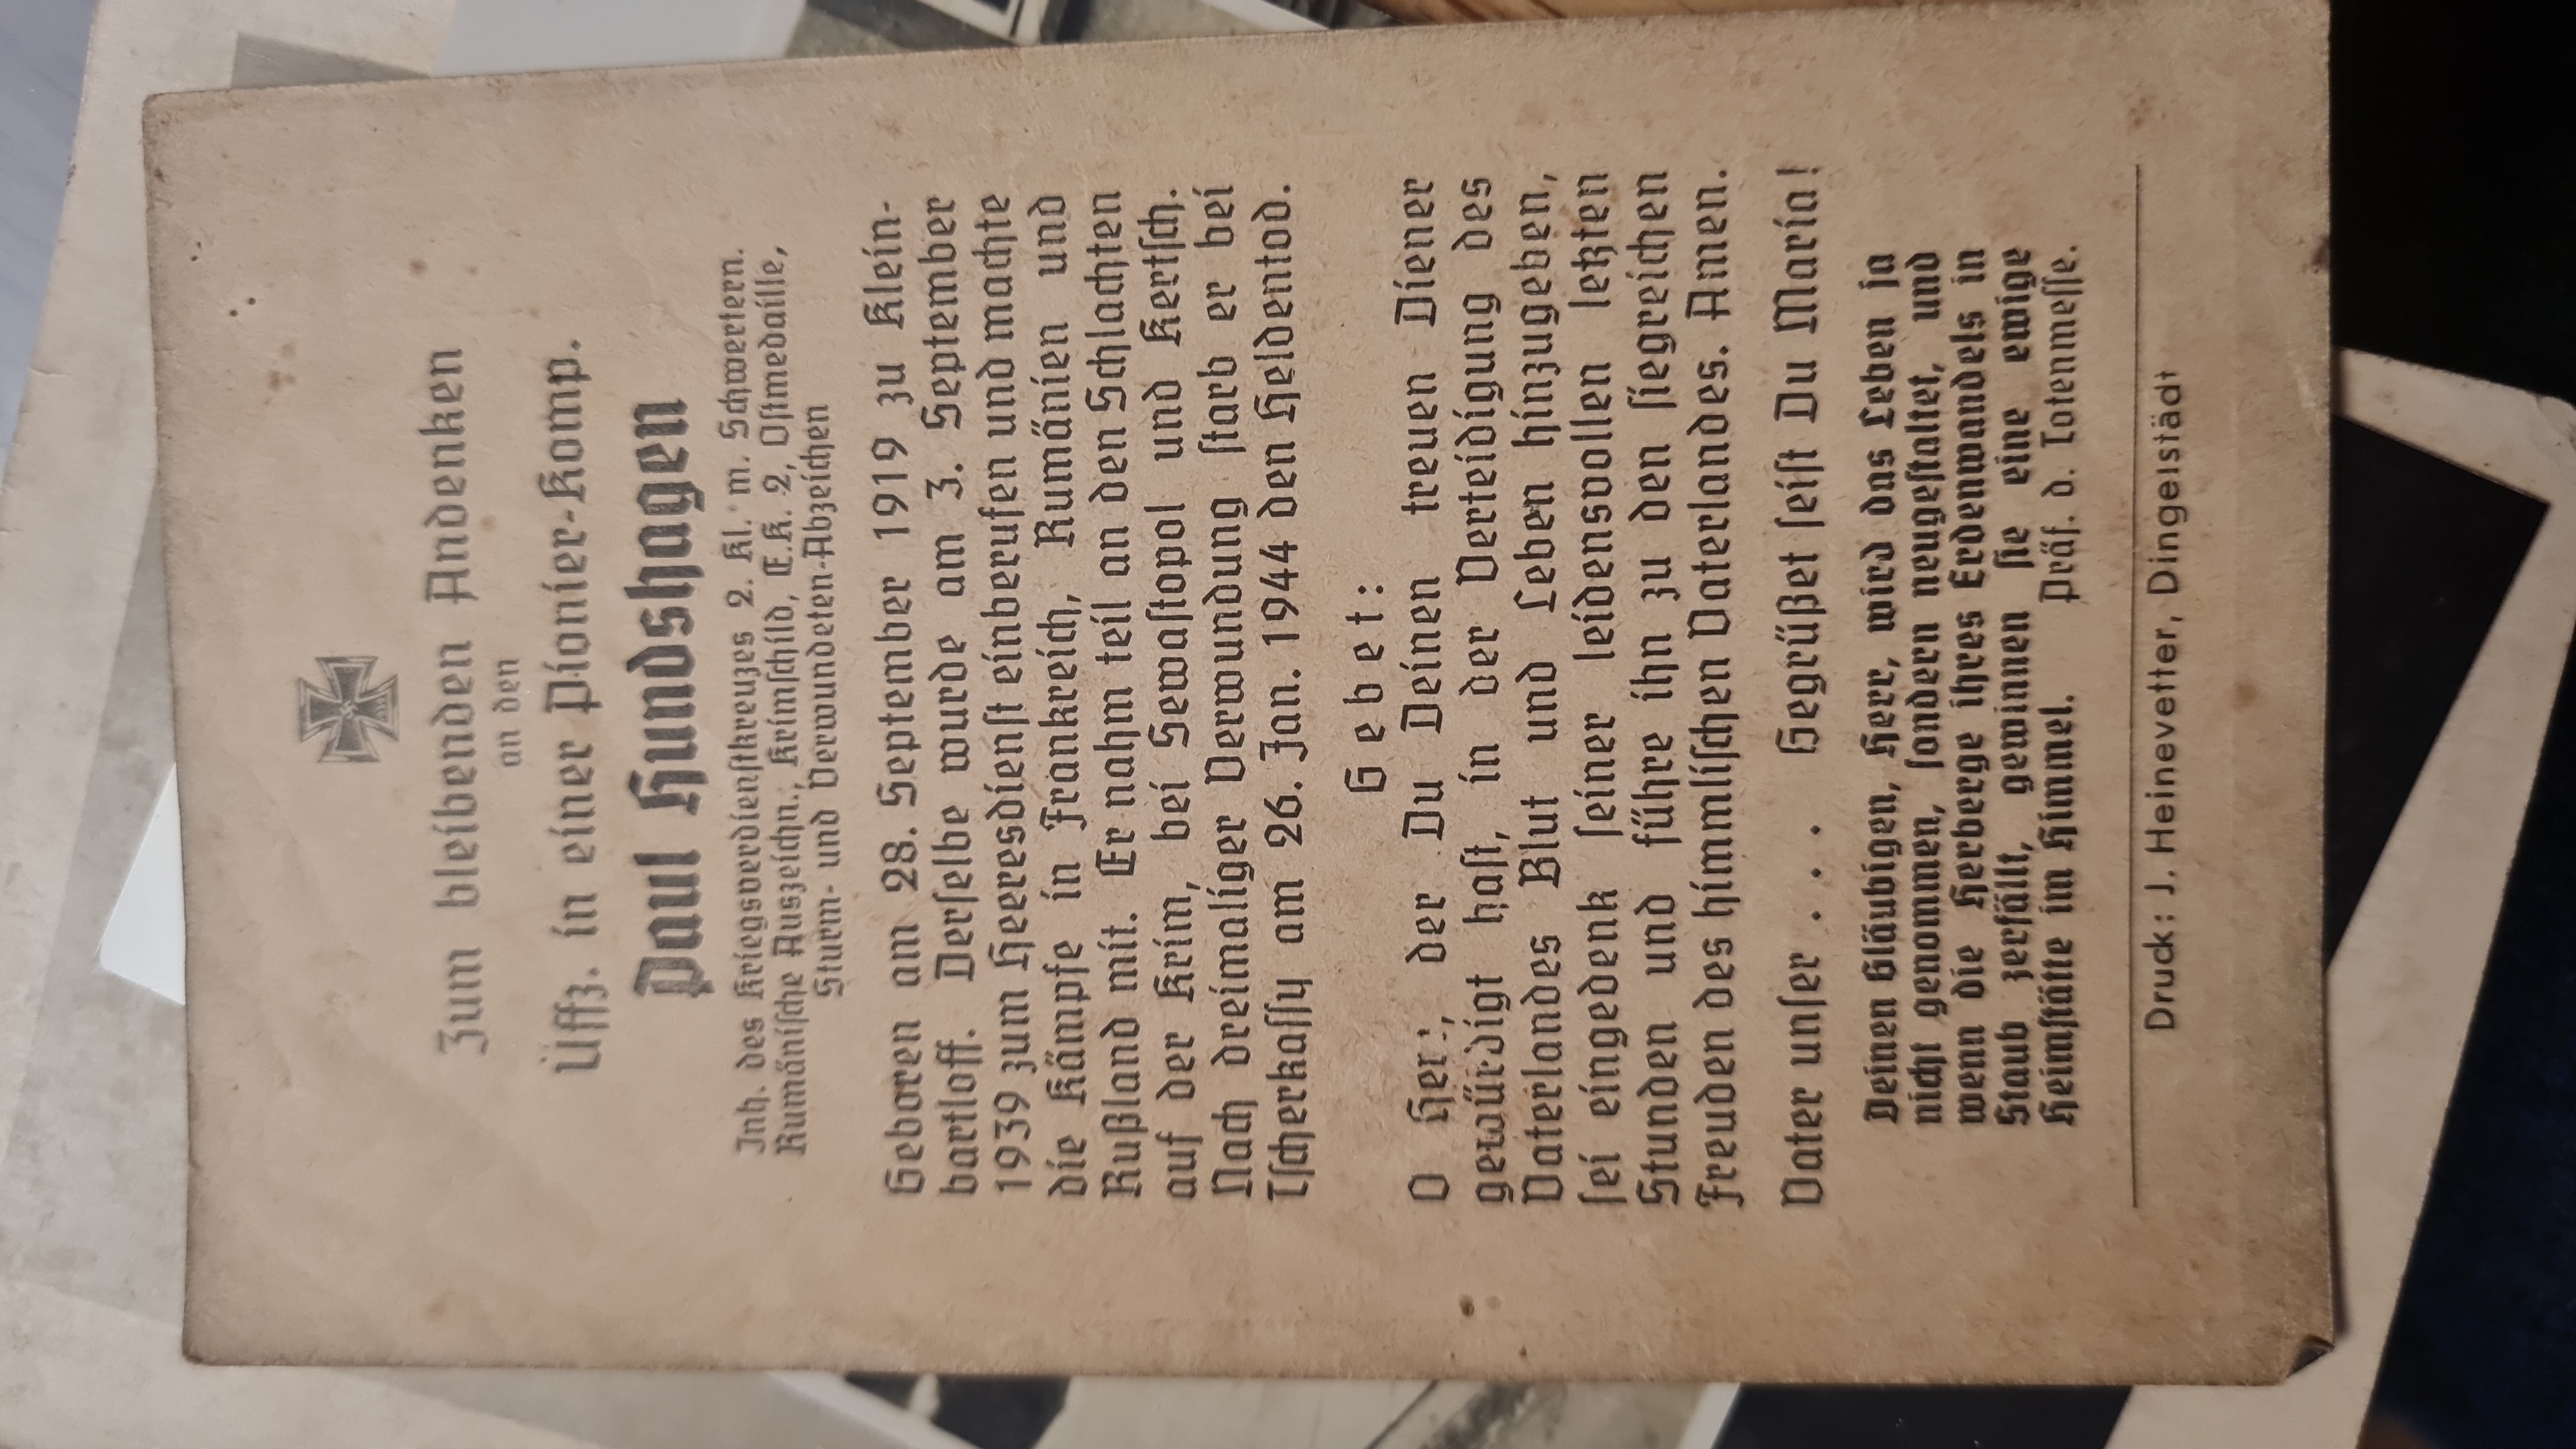 Zum bleibenden Andenken
an den
Uffz. in einer Pionier-Komp.
Paul Hundshagen
Inh. des Kriegsverdienstkreuzes 2. Kl. m. Schwertern.
Rumänische Auszeichn., Krimschild, E.K. 2, Ostmedaille,
Sturm- und Verwundeten-Abzeichen
Geboren am 28. September 1919 zu Klein-
bartloff. Derselbe wurde am 3. September
1939 zum Heeresdienst einberufen und machte
die Kämpfe in Frankreich, Rumänien und
Rußland mit. Er nahm teil an den Schlachten
auf der Krim, bei Sewastopol und Kertsch.
Nach dreimaliger Verwundung starb er bei
Tscherkassy am 26. Jan. 1944 den Heldentod.
Gebet:
O Herr, der Du Deinen treuen Diener
gewürdigt hast, in der Verteidigung des
Vaterlandes Blut und Leben hinzugeben,
sei eingedenk seiner leidensvollen letzten
Stunden und führe ihn zu den siegreichen
Freuden des himmlischen Vaterlandes. Amen.
Vater unser . . . Gegrüßet seist Du Maria!
Deinen Gläubigen, Herr, wird das Leben ja
nicht genommen, sondern neugestaltet, und
wenn die Herberge ihres Erdenwandels in
Staub zerfällt, gewinnen sie eine ewige
Heimstätte im Himmel. Präf. d. Totenmesse.
Druck: J. Heinevetter, Dingelstädt